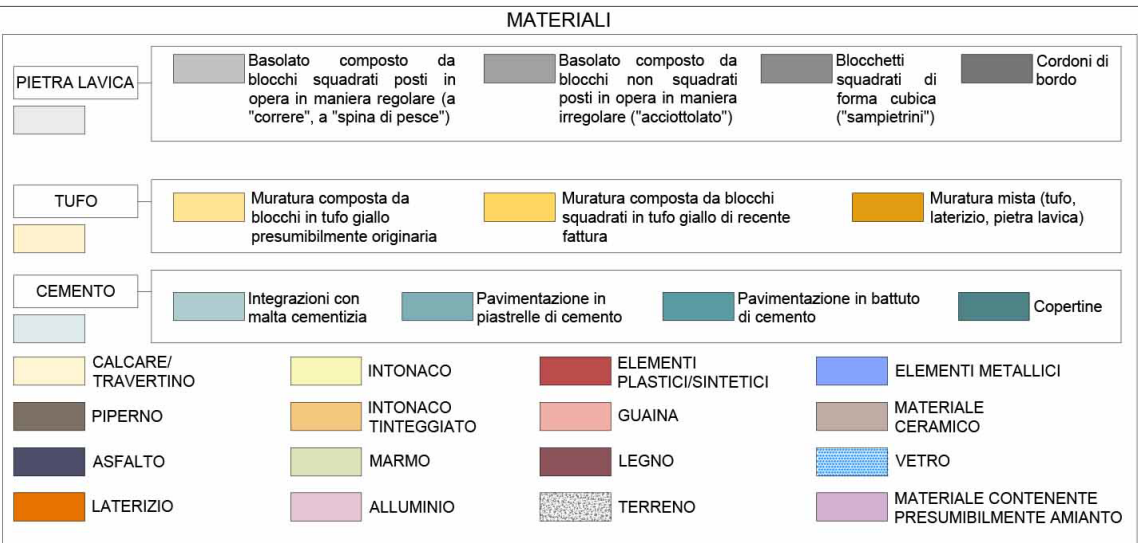 MATERIALI
PIETRA LAVICA
Basolato composto da
blocchi squadrati posti in
opera in maniera regolare (a
"correre", a "spina di pesce")
Basolato composto da
blocchi non squadrati
posti in opera in maniera
irregolare ("acciottolato")
Blocchetti
squadrati di
forma cubica
("sampietrini")
Cordoni di
bordo
TUFO
Muratura composta da
blocchi in tufo giallo
presumibilmente originaria
Muratura composta da blocchi
squadrati in tufo giallo di recente
fattura
Muratura mista (tufo,
laterizio, pietra lavica)
CEMENTO
Integrazioni con
malta cementizia
Pavimentazione in
piastrelle di cemento
Pavimentazione in battuto
di cemento
Copertine
CALCARE/
TRAVERTINO
INTONACO
ELEMENTI
PLASTICI/SINTETICI
ELEMENTI METALLICI
PIPERNO
INTONACO
TINTEGGIATO
GUAINA
MATERIALE
CERAMICO
ASFALTO
MARMO
LEGNO
VETRO
LATERIZIO
ALLUMINIO
TERRENO
MATERIALE CONTENENTE
PRESUMIBILMENTE AMIANTO